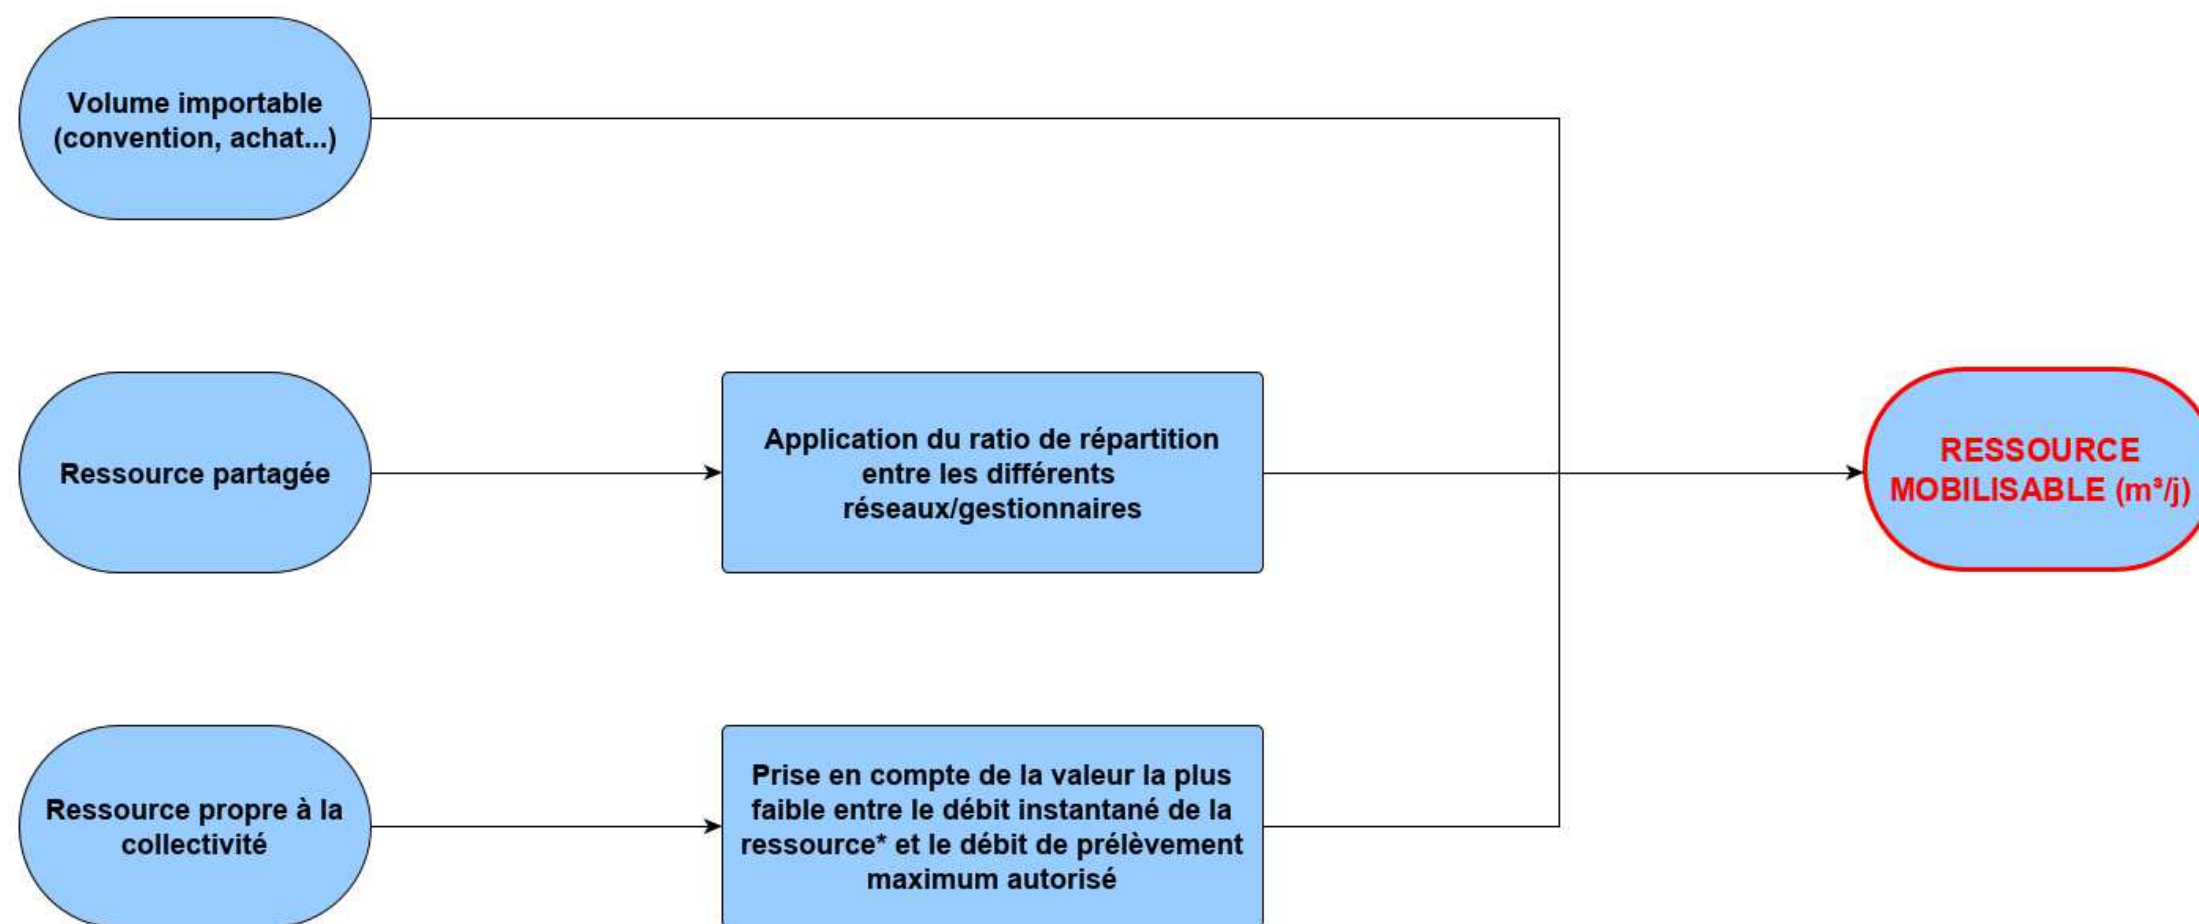 Volume importable
(convention, achat...)
Ressource partagée
Application du ratio de répartition
entre les différents
réseaux/gestionnaires
RESSOURCE
MOBILISABLE (m³/j)
Ressource propre à la
collectivité
Prise en compte de la valeur la plus
faible entre le débit instantané de la
ressource* et le débit de prélèvement
maximum autorisé